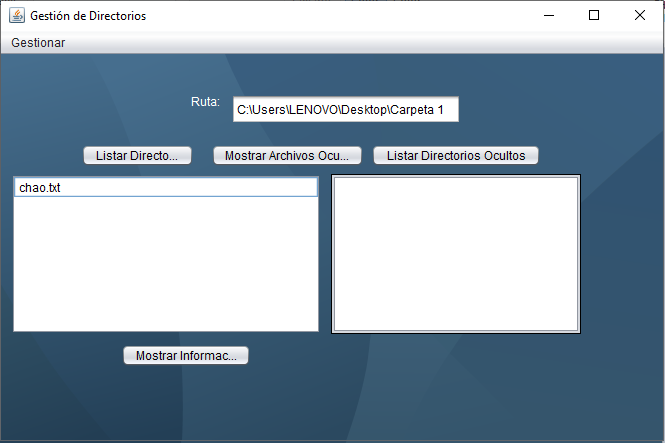 Gestión de Directorios
Gestionar
Ruta: C:\Users\LENOVO\Desktop\Carpeta 1
Listar Directo... Mostrar Archivos Ocu... Listar Directorios Ocultos
chao.txt
Mostrar Informac...